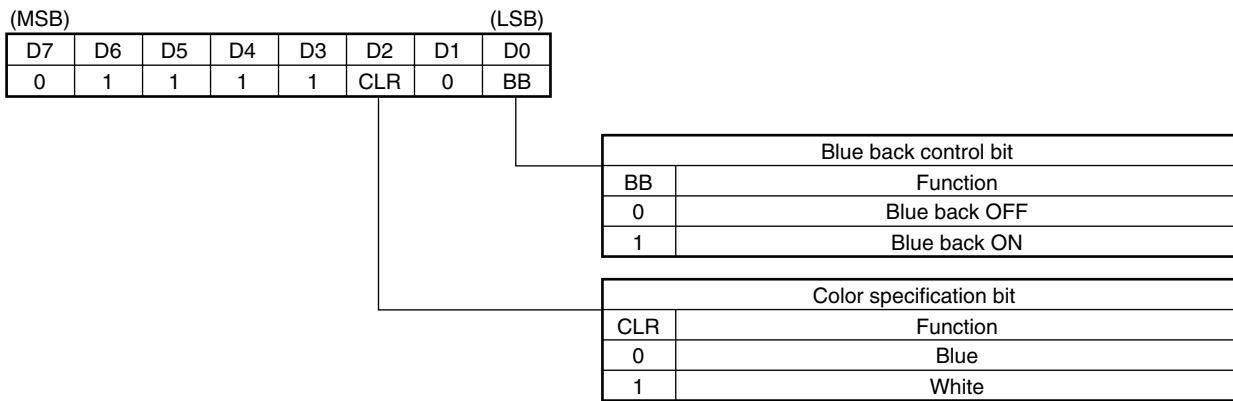 (MSB) (LSB)
D7 D6 D5 D4 D3 D2 D1 D0
0 1 1 1 1 CLR 0 BB
Blue back control bit
BB Function
0 Blue back OFF
1 Blue back ON
Color specification bit
CLR Function
0 Blue
1 White